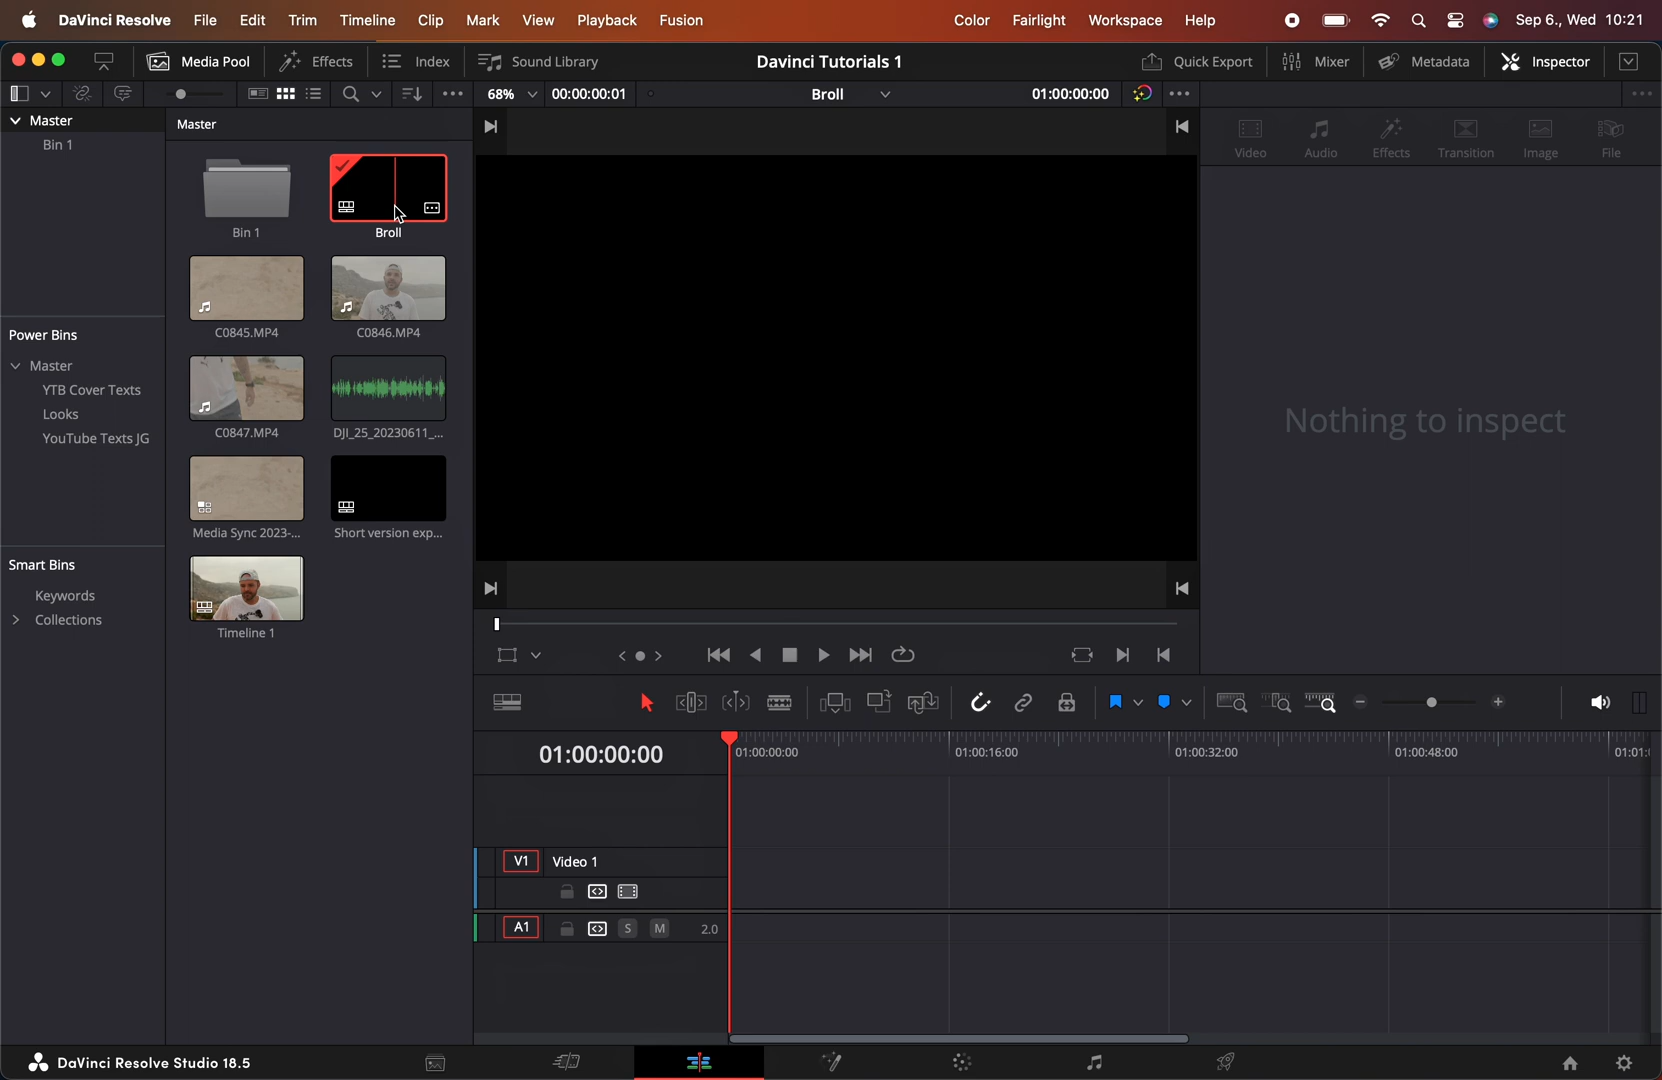 DaVinci Resolve File Edit Trim Timeline Clip Mark View Playback Fusion Color Fairlight Workspace Help Sep 6., Wed 10:21
Media Pool Effects Index Sound Library Davinci Tutorials 1 Quick Export Mixer Metadata Inspector
68% 00:00:00:01 Broll 01:00:00:00
Master
Bin 1
Master
Bin 1 Broll
C0845.MP4 C0846.MP4
C0847.MP4 DJI_25_20230611_...
Media Sync 2023-... Short version exp...
Timeline 1
Power Bins
Master
YTB Cover Texts
Looks
YouTube Texts JG
Smart Bins
Keywords
Collections
Video Audio Effects Transition Image File
Nothing to inspect
01:00:00:00 01:00:00:00 01:00:16:00 01:00:32:00 01:00:48:00 01:01:
V1 Video 1
A1 S M 2.0
DaVinci Resolve Studio 18.5